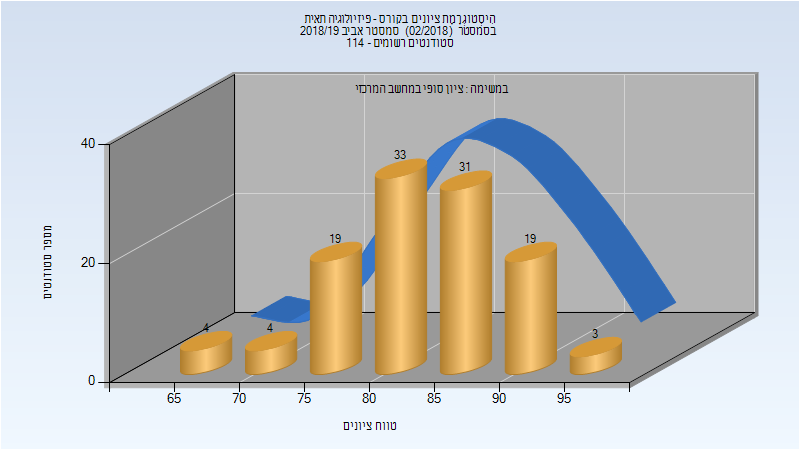 היסטוגרמת ציונים בקורס - פיזיולוגיה תאית
בסמסטר (02/2018) סמסטר אביב 2018/19
סטודנטים רשומים - 114
במשימה : ציון סופי במחשב המרכזי
40
20
0
מספר סטודנטים
4
4
19
33
31
19
3
65
70
75
80
85
90
95
טווח ציונים